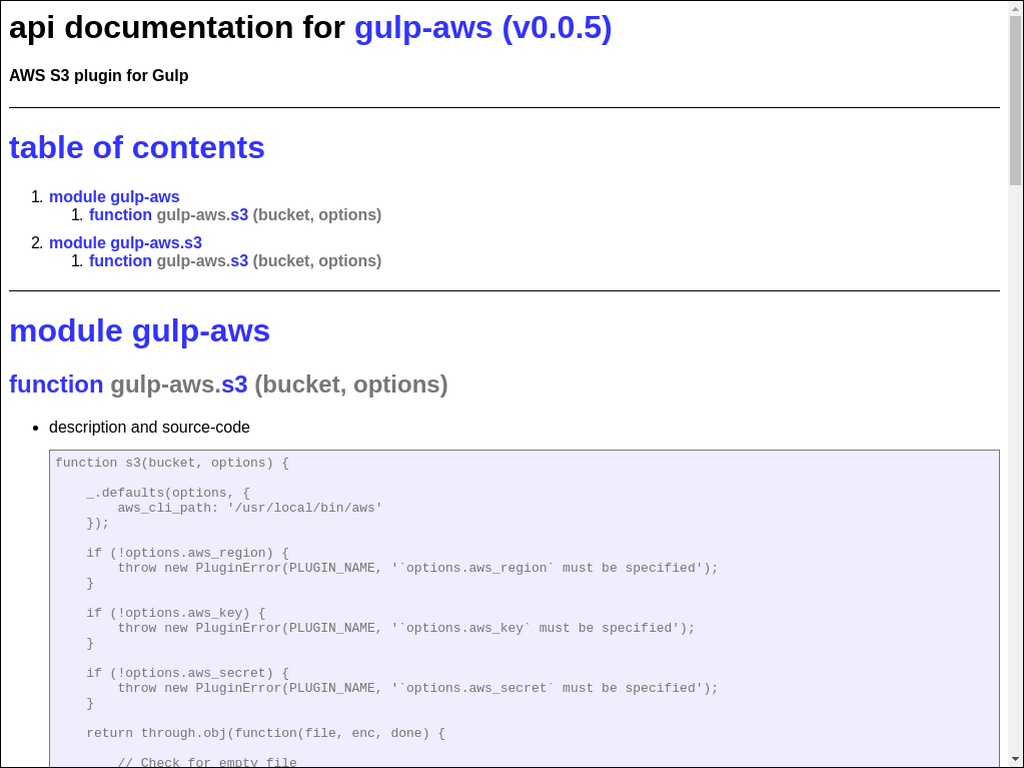 api documentation for gulp-aws (v0.0.5)
AWS S3 plugin for Gulp
table of contents
1. module gulp-aws
1. function gulp-aws.s3 (bucket, options)
2. module gulp-aws.s3
1. function gulp-aws.s3 (bucket, options)
module gulp-aws
function gulp-aws.s3 (bucket, options)
• description and source-code
function s3(bucket, options) {
    _.defaults(options, {
        aws_cli_path: '/usr/local/bin/aws'
    });
    if (!options.aws_region) {
        throw new PluginError(PLUGIN_NAME, '`options.aws_region` must be specified');
    }
    if (!options.aws_key) {
        throw new PluginError(PLUGIN_NAME, '`options.aws_key` must be specified');
    }
    if (!options.aws_secret) {
        throw new PluginError(PLUGIN_NAME, '`options.aws_secret` must be specified');
    }
    return through.obj(function(file, enc, done) {
        // Check for empty file